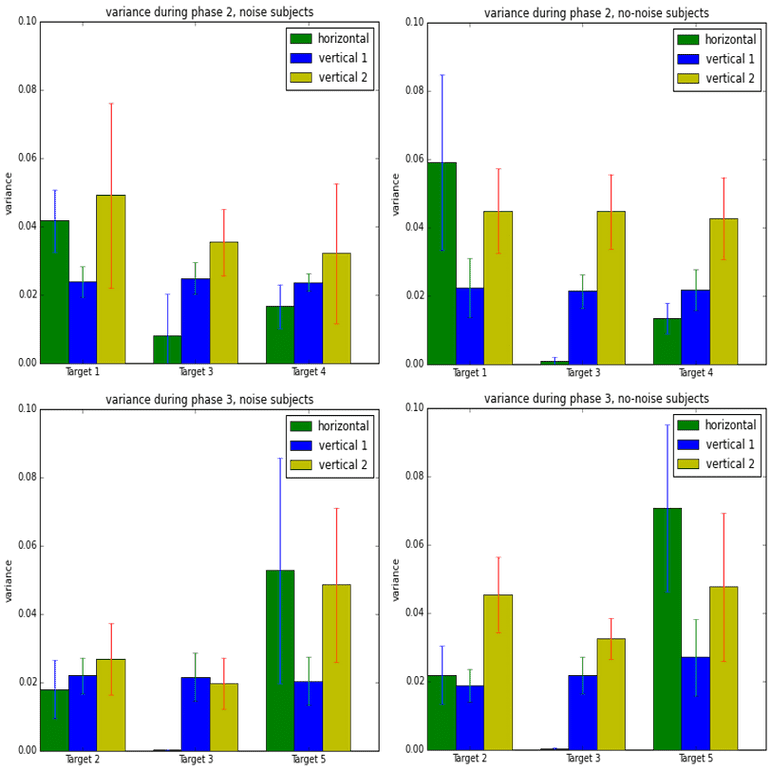 variance during phase 2, noise subjects
0.10
0.08
0.06
0.04
0.02
0.00
variance
horizontal
vertical 1
vertical 2
Target 1 Target 3 Target 4
variance during phase 2, no-noise subjects
0.10
0.08
0.06
0.04
0.02
0.00
variance
horizontal
vertical 1
vertical 2
Target 1 Target 3 Target 4
variance during phase 3, noise subjects
0.10
0.08
0.06
0.04
0.02
0.00
variance
horizontal
vertical 1
vertical 2
Target 2 Target 3 Target 5
variance during phase 3, no-noise subjects
0.10
0.08
0.06
0.04
0.02
0.00
variance
horizontal
vertical 1
vertical 2
Target 2 Target 3 Target 5